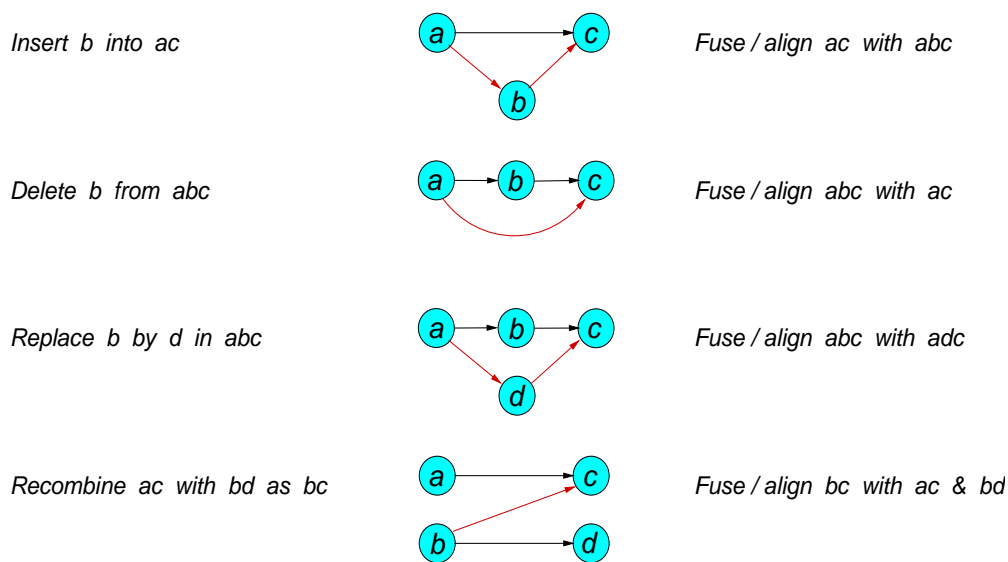 Insert b into ac
a
c
Fuse / align ac with abc
b
Delete b from abc
a
b
c
Fuse / align abc with ac
Replace b by d in abc
a
b
c
Fuse / align abc with adc
d
Recombine ac with bd as bc
a
c
Fuse / align bc with ac & bd
b
d